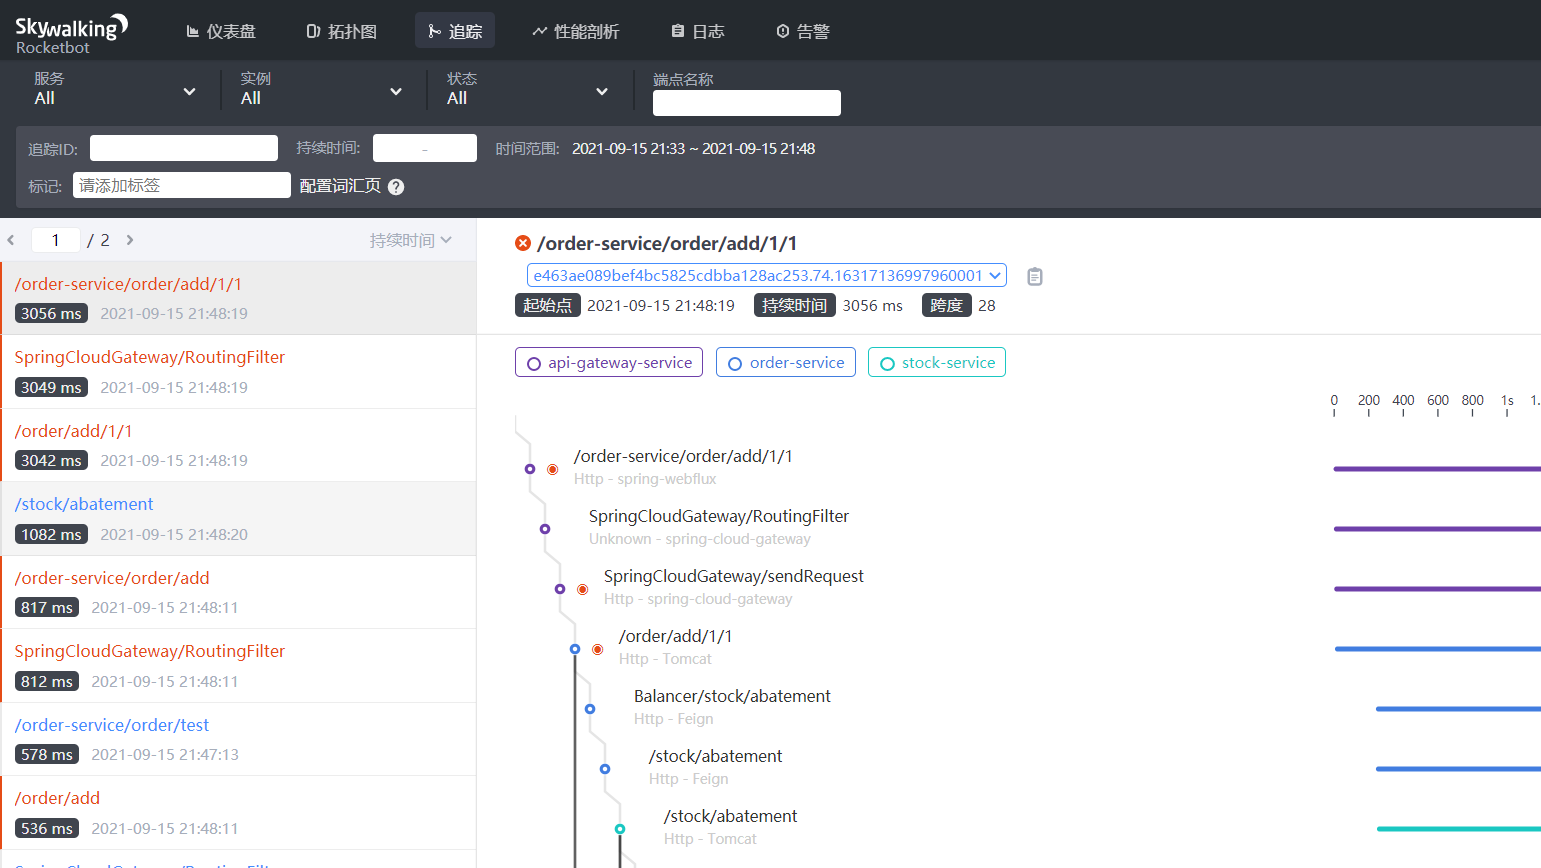 Skywalking
Rocketbot
仪表盘 拓扑图 追踪 性能剖析 日志 告警
服务 实例 状态 端点名称
All All All
追踪ID: 持续时间: - 时间范围: 2021-09-15 21:33 ~ 2021-09-15 21:48
标记: 请添加标签 配置词汇页 ?
1 / 2 持续时间
/order-service/order/add/1/1
3056 ms 2021-09-15 21:48:19
SpringCloudGateway/RoutingFilter
3049 ms 2021-09-15 21:48:19
/order/add/1/1
3042 ms 2021-09-15 21:48:19
/stock/abatement
1082 ms 2021-09-15 21:48:20
/order-service/order/add
817 ms 2021-09-15 21:48:11
SpringCloudGateway/RoutingFilter
812 ms 2021-09-15 21:48:11
/order-service/order/test
578 ms 2021-09-15 21:47:13
/order/add
536 ms 2021-09-15 21:48:11
/order-service/order/add/1/1
e463ae089bef4bc5825cdbba128ac253.74.16317136997960001
起始点 2021-09-15 21:48:19 持续时间 3056 ms 跨度 28
api-gateway-service order-service stock-service
0 200 400 600 800 1s 1.
/order-service/order/add/1/1
Http - spring-webflux
SpringCloudGateway/RoutingFilter
Unknown - spring-cloud-gateway
SpringCloudGateway/sendRequest
Http - spring-cloud-gateway
/order/add/1/1
Http - Tomcat
Balancer/stock/abatement
Http - Feign
/stock/abatement
Http - Feign
/stock/abatement
Http - Tomcat